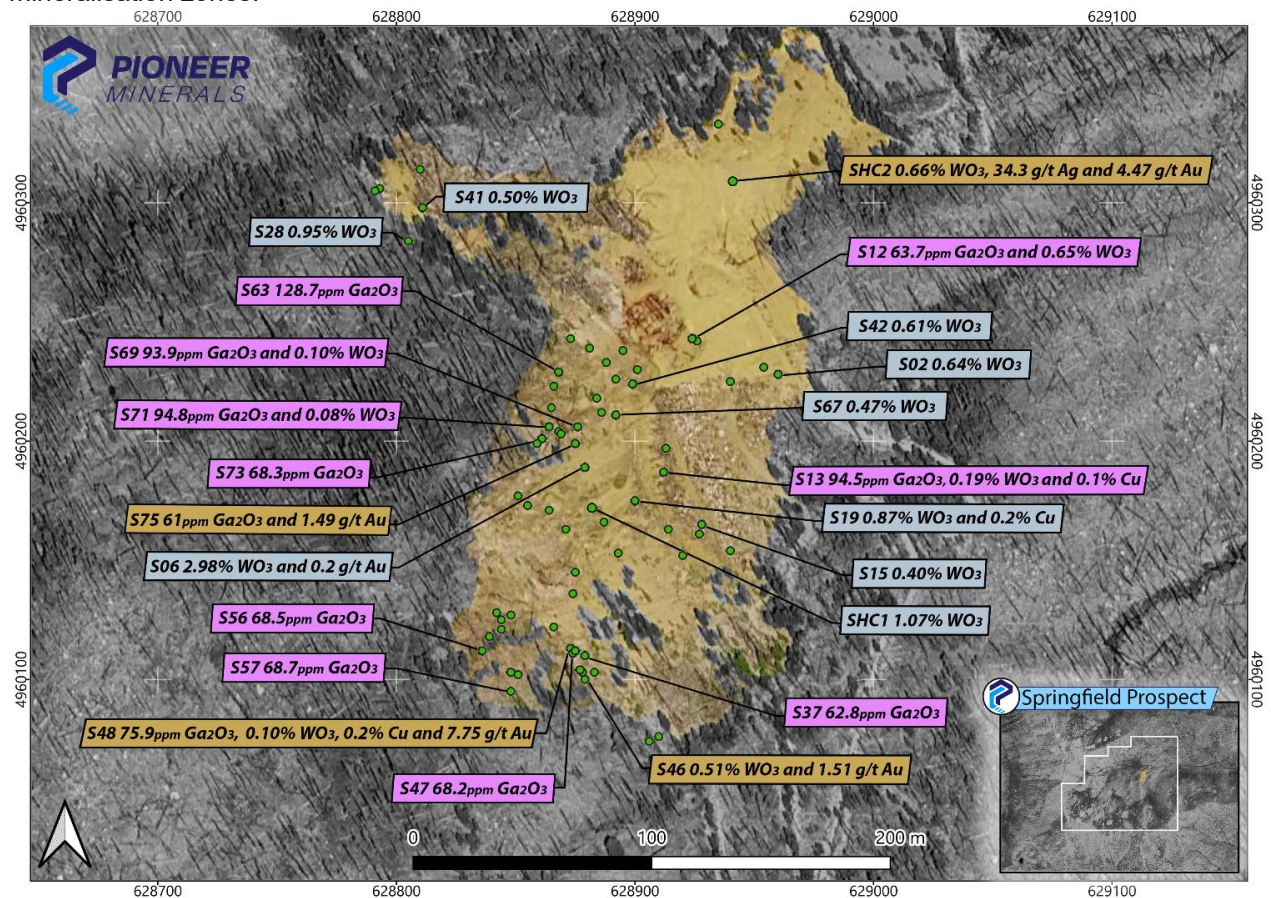 628700 628800 628900 629000 629100
PIONEER
MINERALS
SHC2 0.66% WO₃, 34.3 g/t Ag and 4.47 g/t Au
4960300
4960300
S41 0.50% WO₃
S28 0.95% WO₃
S12 63.7ppm Ga₂O₃ and 0.65% WO₃
S63 128.7ppm Ga₂O₃
S42 0.61% WO₃
S69 93.9ppm Ga₂O₃ and 0.10% WO₃
S02 0.64% WO₃
S67 0.47% WO₃
S71 94.8ppm Ga₂O₃ and 0.08% WO₃
4960200
4960200
S73 68.3ppm Ga₂O₃
S13 94.5ppm Ga₂O₃, 0.19% WO₃ and 0.1% Cu
S75 61ppm Ga₂O₃ and 1.49 g/t Au
S19 0.87% WO₃ and 0.2% Cu
S06 2.98% WO₃ and 0.2 g/t Au
S15 0.40% WO₃
S56 68.5ppm Ga₂O₃
SHC1 1.07% WO₃
S57 68.7ppm Ga₂O₃
4960100
4960100
Springfield Prospect
S37 62.8ppm Ga₂O₃
S48 75.9ppm Ga₂O₃, 0.10% WO₃, 0.2% Cu and 7.75 g/t Au
S46 0.51% WO₃ and 1.51 g/t Au
S47 68.2ppm Ga₂O₃
0 100 200 m
628700 628800 628900 629000 629100